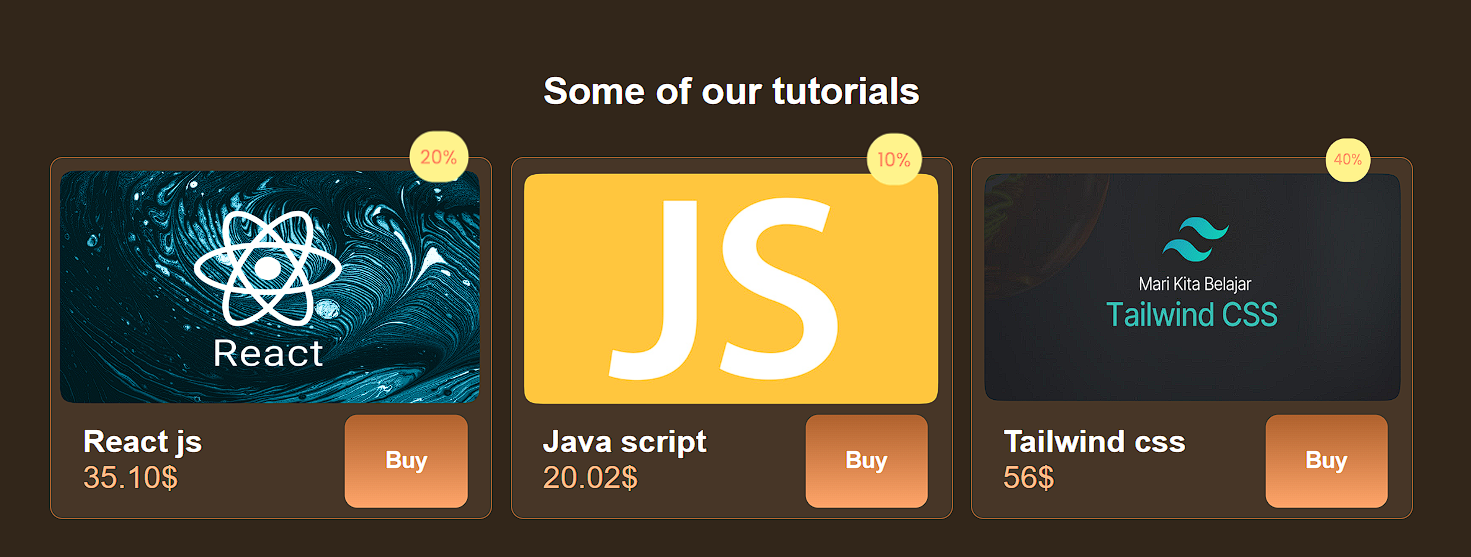 Some of our tutorials
20%
React
React js
35.10$
Buy
10%
JS
Java script
20.02$
Buy
40%
Mari Kita Belajar
Tailwind CSS
Tailwind css
56$
Buy